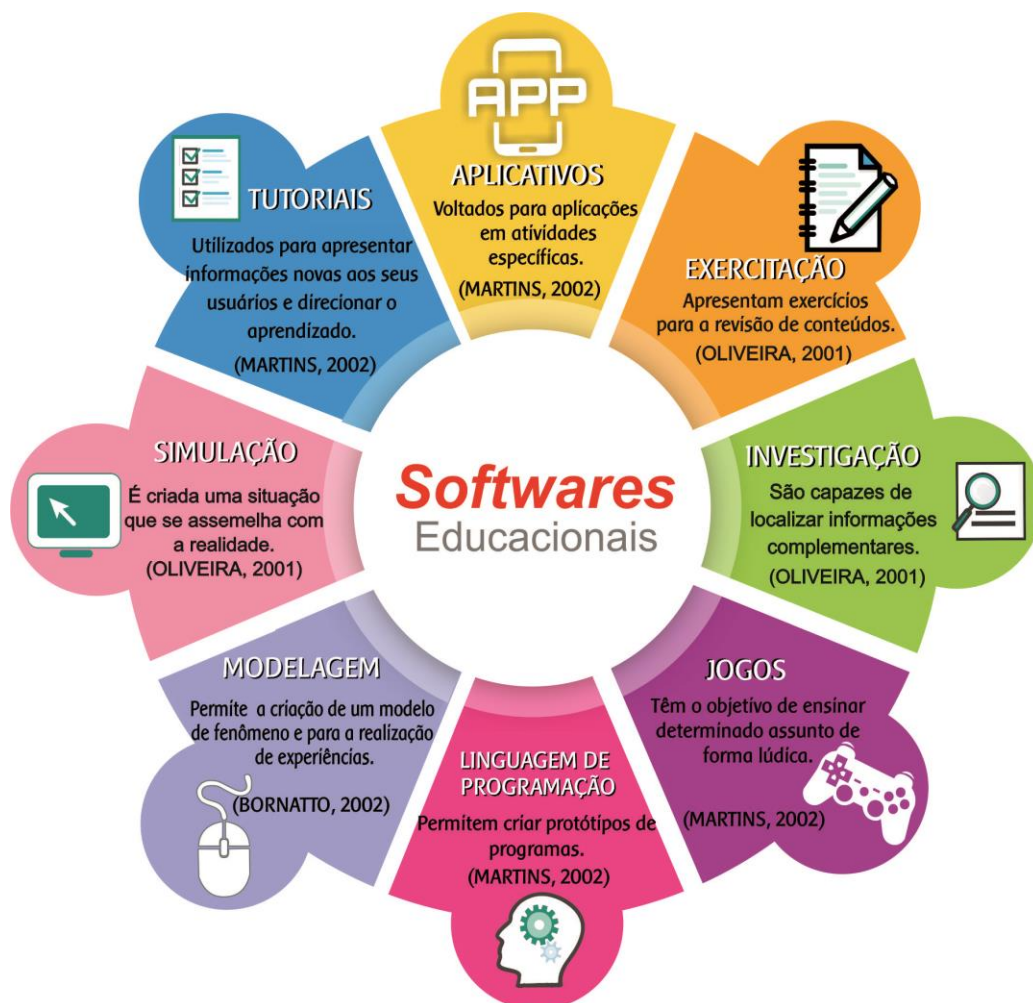 APP
APLICATIVOS
Voltados para aplicações
em atividades
específicas.
(MARTINS, 2002)
EXERCITAÇÃO
Apresentam exercícios
para a revisão de conteúdos.
(OLIVEIRA, 2001)
INVESTIGAÇÃO
São capazes de
localizar informações
complementares.
(OLIVEIRA, 2001)
JOGOS
Têm o objetivo de ensinar
determinado assunto de
forma lúdica.
(MARTINS, 2002)
LINGUAGEM DE
PROGRAMAÇÃO
Permitem criar protótipos de
programas.
(MARTINS, 2002)
MODELAGEM
Permite a criação de um modelo
de fenômeno e para a realização
de experiências.
(BORNATTO, 2002)
SIMULAÇÃO
É criada uma situação
que se assemelha com
a realidade.
(OLIVEIRA, 2001)
TUTORIAIS
Utilizados para apresentar
informações novas aos seus
usuários e direcionar o
aprendizado.
(MARTINS, 2002)
Softwares
Educacionais